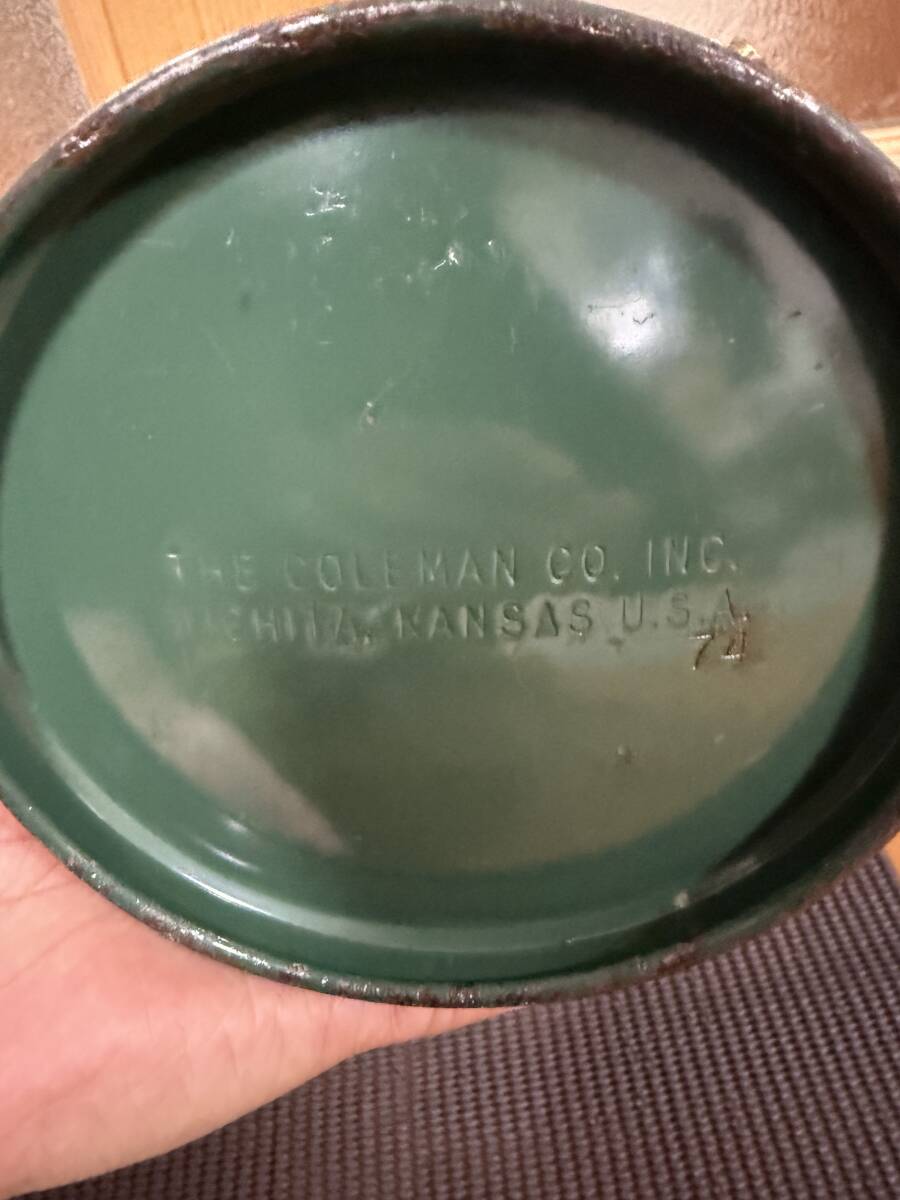 THE COLEMAN CO. INC.
WICHITA, KANSAS U.S.A.
74